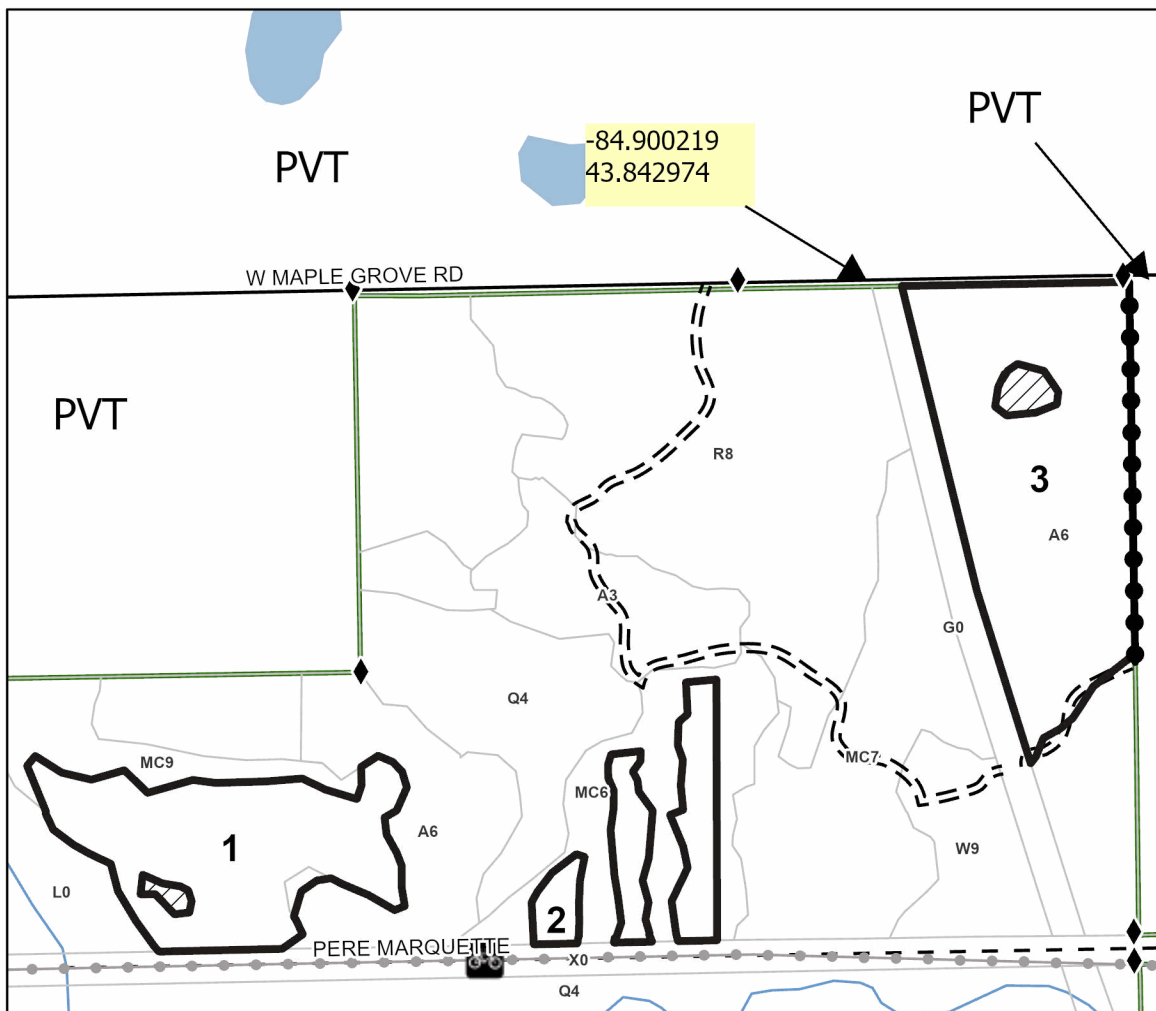 PVT
-84.900219
43.842974
PVT
W MAPLE GROVE RD
PVT
R8
3
A6
A3
G0
Q4
MC9
MC7
MC6
1
A6
W9
L0
2
PERE MARQUETTE
X0
Q4